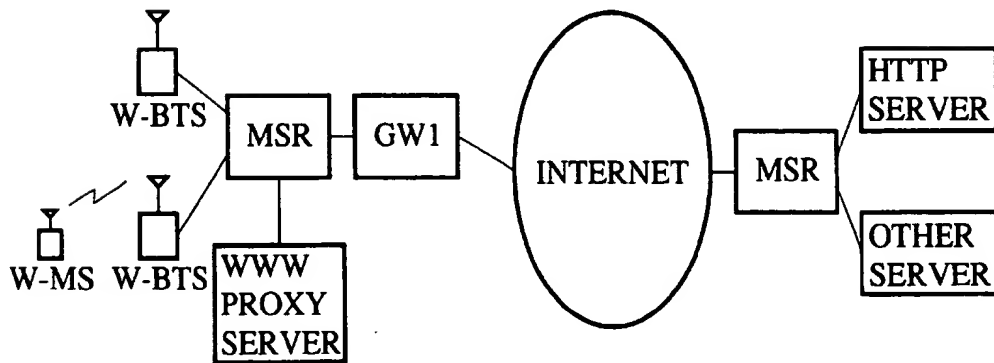 W-BTS
MSR
GW1
W-MS
W-BTS
WWW
PROXY
SERVER
INTERNET
MSR
HTTP
SERVER
OTHER
SERVER